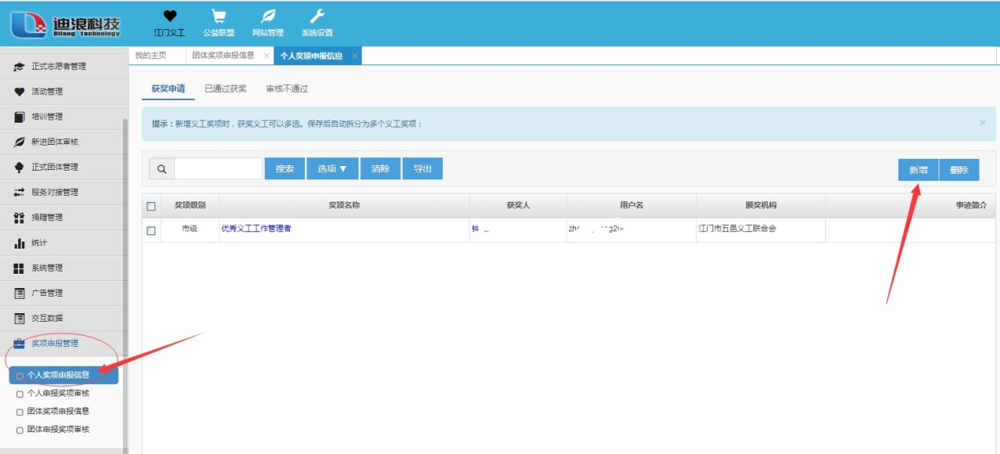 迪浪科技
Dilang technology
江门义工 公益联盟 网站管理 系统设置
我的主页 团体奖项申报信息 × 个人奖项申报信息 ×
正式志愿者管理
活动管理
培训管理
新进团体审核
正式团体管理
服务对接管理
捐赠管理
统计
系统管理
广告管理
交互数据
奖项申报管理
个人奖项申报信息
个人申报奖项审核
团体奖项申报信息
团体申报奖项审核
获奖申请 已通过获奖 审核不通过
提示：新增义工奖项时，获奖义工可以多选。保存后自动拆分为多个义工奖项；
搜索 选项▼ 清除 导出 新增 删除
奖项级别 奖项名称 获奖人 用户名 颁奖机构 事迹简介
市级 优秀义工工作管理者 钟 江门市五邑义工联合会